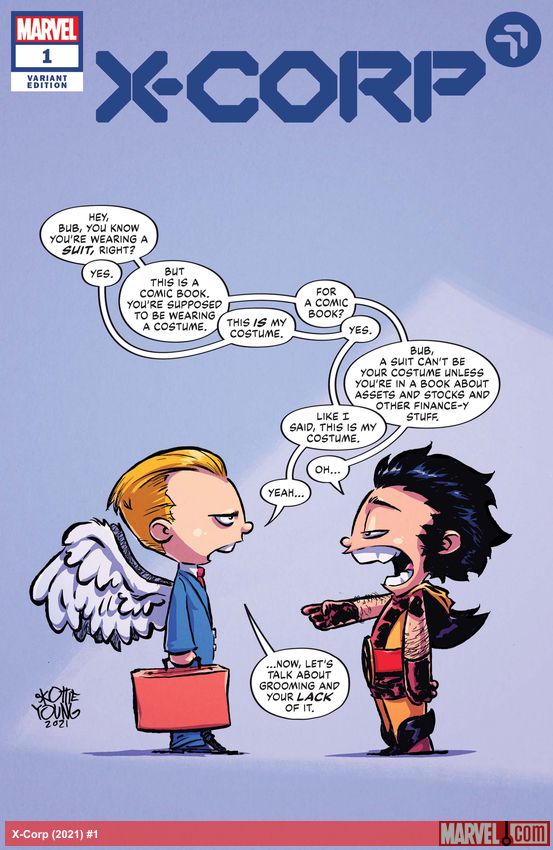 MARVEL
1
VARIANT
EDITION
X-CORP
HEY,
BUB, YOU KNOW
YOU'RE WEARING A
SUIT, RIGHT?
YES.
BUT
THIS IS A
COMIC BOOK.
YOU'RE SUPPOSED
TO BE WEARING
A COSTUME.
THIS IS MY
COSTUME.
FOR
A COMIC
BOOK?
YES.
BUB,
A SUIT CAN'T BE
YOUR COSTUME UNLESS
YOU'RE IN A BOOK ABOUT
ASSETS AND STOCKS AND
OTHER FINANCE-Y
STUFF.
LIKE I
SAID, THIS IS MY
COSTUME.
OH...
YEAH...
...NOW, LET'S
TALK ABOUT
GROOMING AND
YOUR LACK
OF IT.
SKOTTIE
YOUNG
2021
X-Corp (2021) #1
MARVEL.com